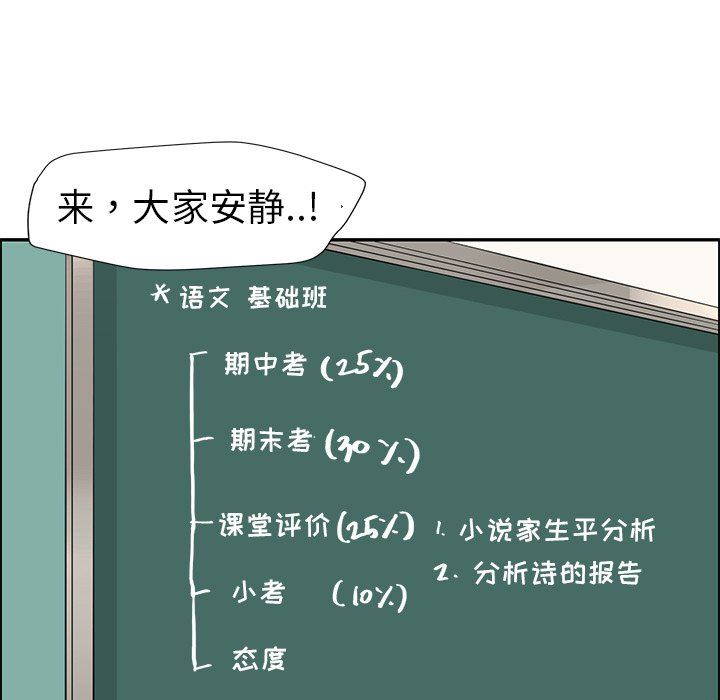 来，大家安静..!
* 语文 基础班
期中考 (25%)
期末考 (30%)
课堂评价 (25%) 1. 小说家生平分析
2. 分析诗的报告
小考 (10%)
态度